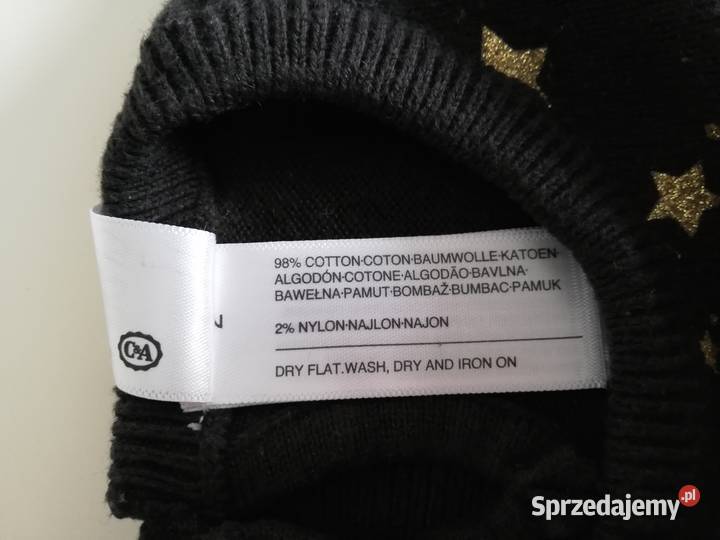 98% COTTON·COTON·BAUMWOLLE·KATOEN·
ALGODÓN·COTONE·ALGODÃO·BAVLNA·
BAWEŁNA·PAMUT·BOMBAŽ·BUMBAC·PAMUK
2% NYLON·NAJLON·NAJON
DRY FLAT.WASH, DRY AND IRON ON
C&A
Sprzedajemy.pl